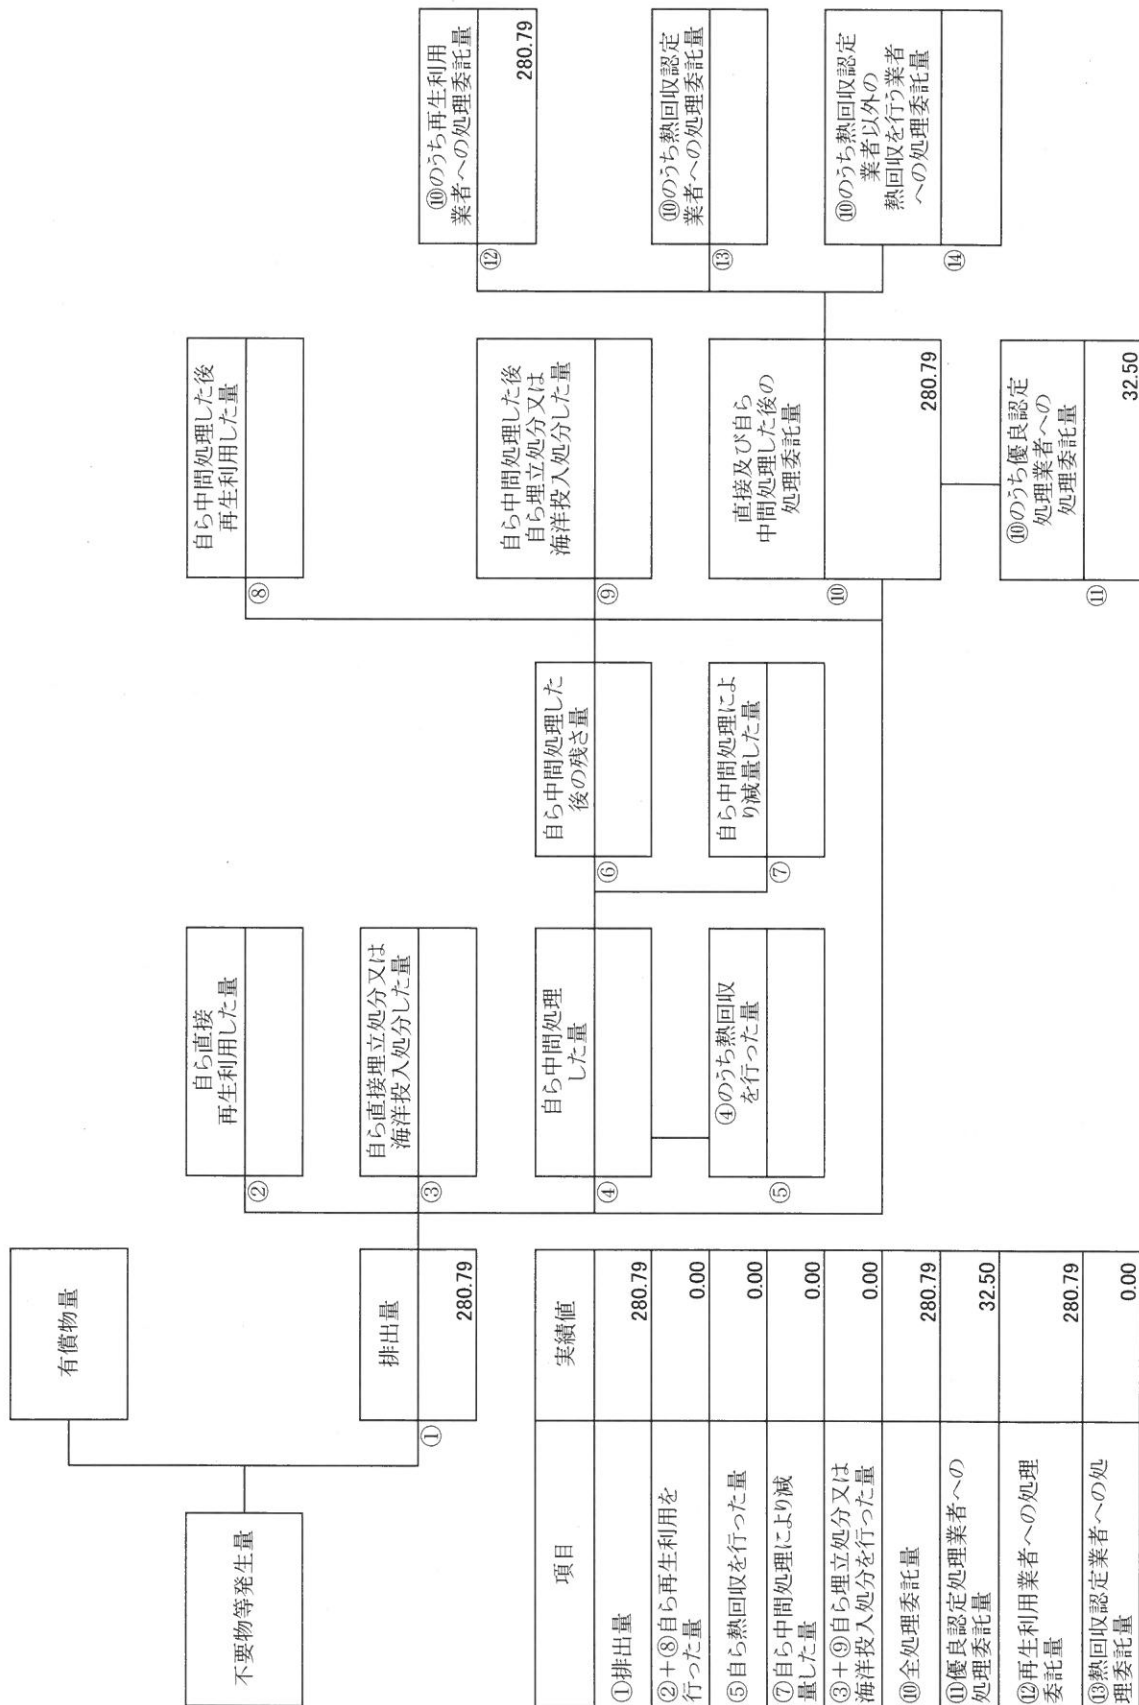 不要物等発生量
有償物量
①
排出量
280.79
②
自ら直接
再生利用した量
③
自ら直接埋立処分又は
海洋投入処分した量
④
自ら中間処理
した量
⑤
④のうち熱回収
を行った量
⑥
自ら中間処理した
後の残さ量
⑦
自ら中間処理によ
り減量した量
⑧
自ら中間処理した後
再生利用した量
⑨
自ら中間処理した後
自ら埋立処分又は
海洋投入処分した量
⑩
直接及び自ら
中間処理した後の
処理委託量
280.79
⑪
⑩のうち優良認定
処理業者への
処理委託量
32.50
⑫
⑩のうち再生利用
業者への処理委託量
280.79
⑬
⑩のうち熱回収認定
業者への処理委託量
⑭
⑩のうち熱回収認定
業者以外の
熱回収を行う業者
への処理委託量
項目 実績値
①排出量 280.79
②+⑧自ら再生利用を
行った量 0.00
⑤自ら熱回収を行った量 0.00
⑦自ら中間処理により減
量した量 0.00
③+⑨自ら埋立処分又は
海洋投入処分を行った量 0.00
⑩全処理委託量 280.79
⑪優良認定処理業者への
処理委託量 32.50
⑫再生利用業者への処理
委託量 280.79
⑬熱回収認定業者への処
理委託量 0.00